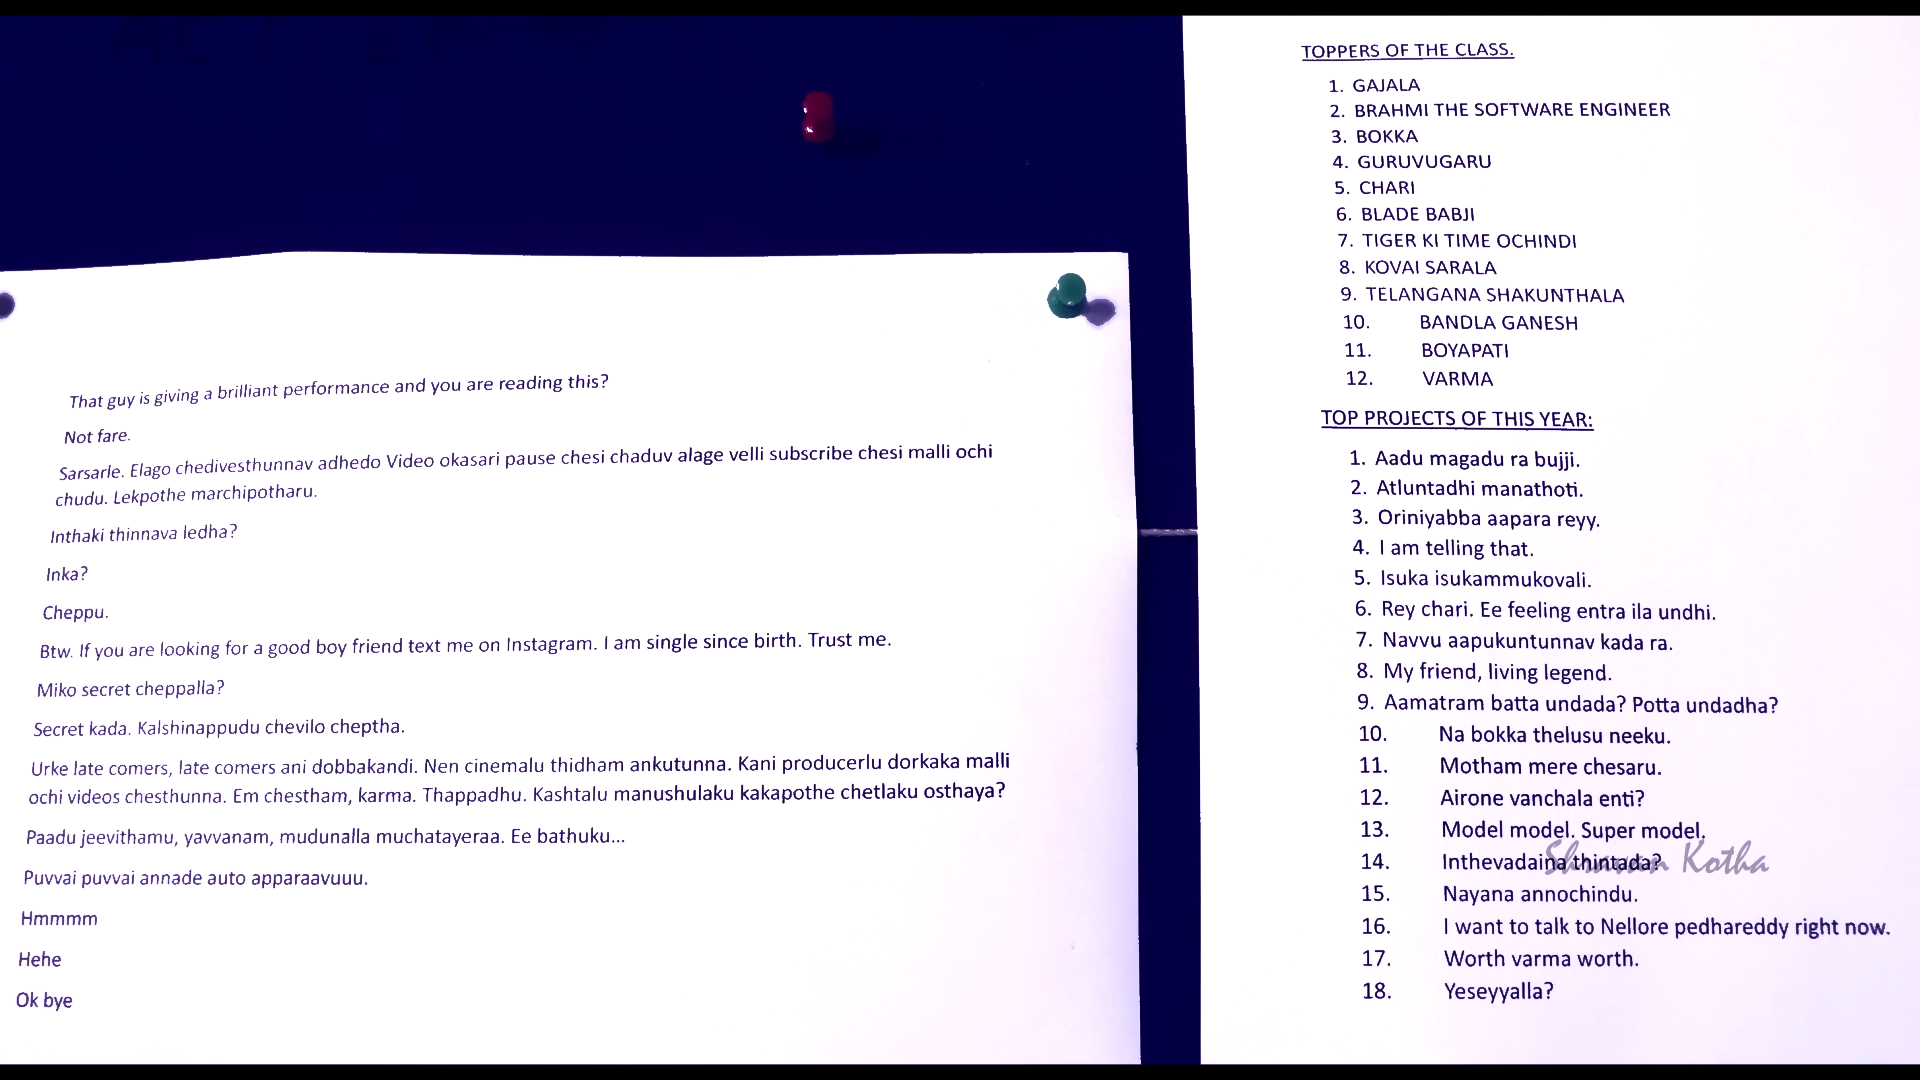 That guy is giving a brilliant performance and you are reading this?
Not fare.
Sarsarle. Elago chedivesthunnav adhedo Video okasari pause chesi chaduv alage velli subscribe chesi malli ochi
chudu. Lekpothe marchipotharu.
Inthaki thinnava ledha?
Inka?
Cheppu.
Btw. If you are looking for a good boy friend text me on Instagram. I am single since birth. Trust me.
Miko secret cheppalla?
Secret kada. Kalshinappudu chevilo cheptha.
Urke late comers, late comers ani dobbakandi. Nen cinemalu thidham ankutunna. Kani producerlu dorkaka malli
ochi videos chesthunna. Em chestham, karma. Thappadhu. Kashtalu manushulaku kakapothe chetlaku osthaya?
Paadu jeevithamu, yavvanam, mudunalla muchatayeraa. Ee bathuku...
Puvvai puvvai annade auto apparaavuuu.
Hmmmm
Hehe
Ok bye
TOPPERS OF THE CLASS.
1. GAJALA
2. BRAHMI THE SOFTWARE ENGINEER
3. BOKKA
4. GURUVUGARU
5. CHARI
6. BLADE BABJI
7. TIGER KI TIME OCHINDI
8. KOVAI SARALA
9. TELANGANA SHAKUNTHALA
10. BANDLA GANESH
11. BOYAPATI
12. VARMA
TOP PROJECTS OF THIS YEAR:
1. Aadu magadu ra bujji.
2. Atluntadhi manathoti.
3. Oriniyabba aapara reyy.
4. I am telling that.
5. Isuka isukammukovali.
6. Rey chari. Ee feeling entra ila undhi.
7. Navvu aapukuntunnav kada ra.
8. My friend, living legend.
9. Aamatram batta undada? Potta undadha?
10. Na bokka thelusu neeku.
11. Motham mere chesaru.
12. Airone vanchala enti?
13. Model model. Super model.
14. Inthevadaina thintada?
Kotha
15. Nayana annochindu.
16. I want to talk to Nellore pedhareddy right now.
17. Worth varma worth.
18. Yeseyyalla?